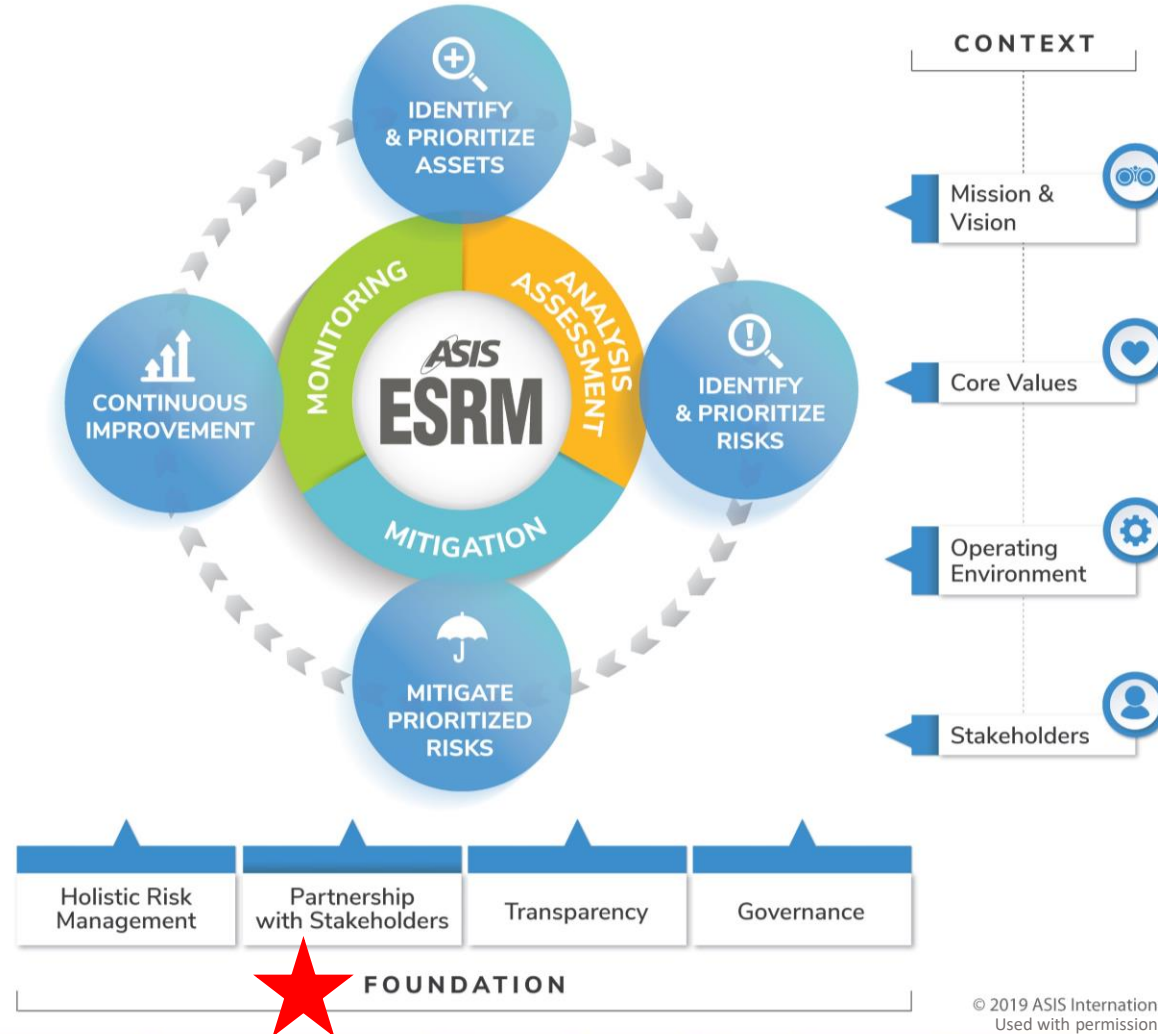 CONTEXT
IDENTIFY
& PRIORITIZE
ASSETS
Mission &
Vision
MONITORING
ANALYSIS
ASSESSMENT
ASIS
ESRM
CONTINUOUS
IMPROVEMENT
IDENTIFY
& PRIORITIZE
RISKS
Core Values
MITIGATION
Operating
Environment
MITIGATE
PRIORITIZED
RISKS
Stakeholders
Holistic Risk
Management
Partnership
with Stakeholders
Transparency
Governance
FOUNDATION
© 2019 ASIS Internation
Used with permission